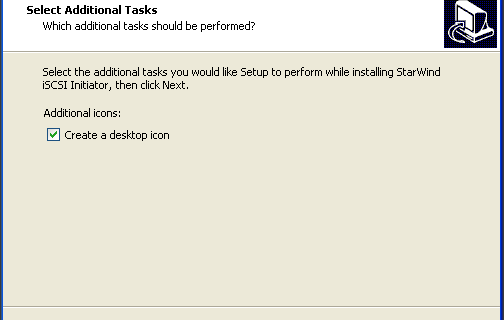 Select Additional Tasks
Which additional tasks should be performed?
Select the additional tasks you would like Setup to perform while installing StarWind
iSCSI Initiator, then click Next.
Additional icons:
Create a desktop icon